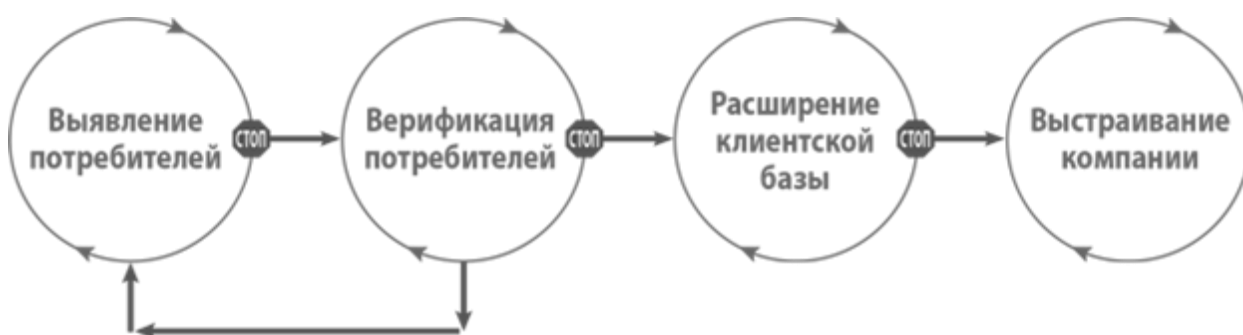 Выявление
потребителей
СТОП
Верификация
потребителей
СТОП
Расширение
клиентской
базы
СТОП
Выстраивание
компании